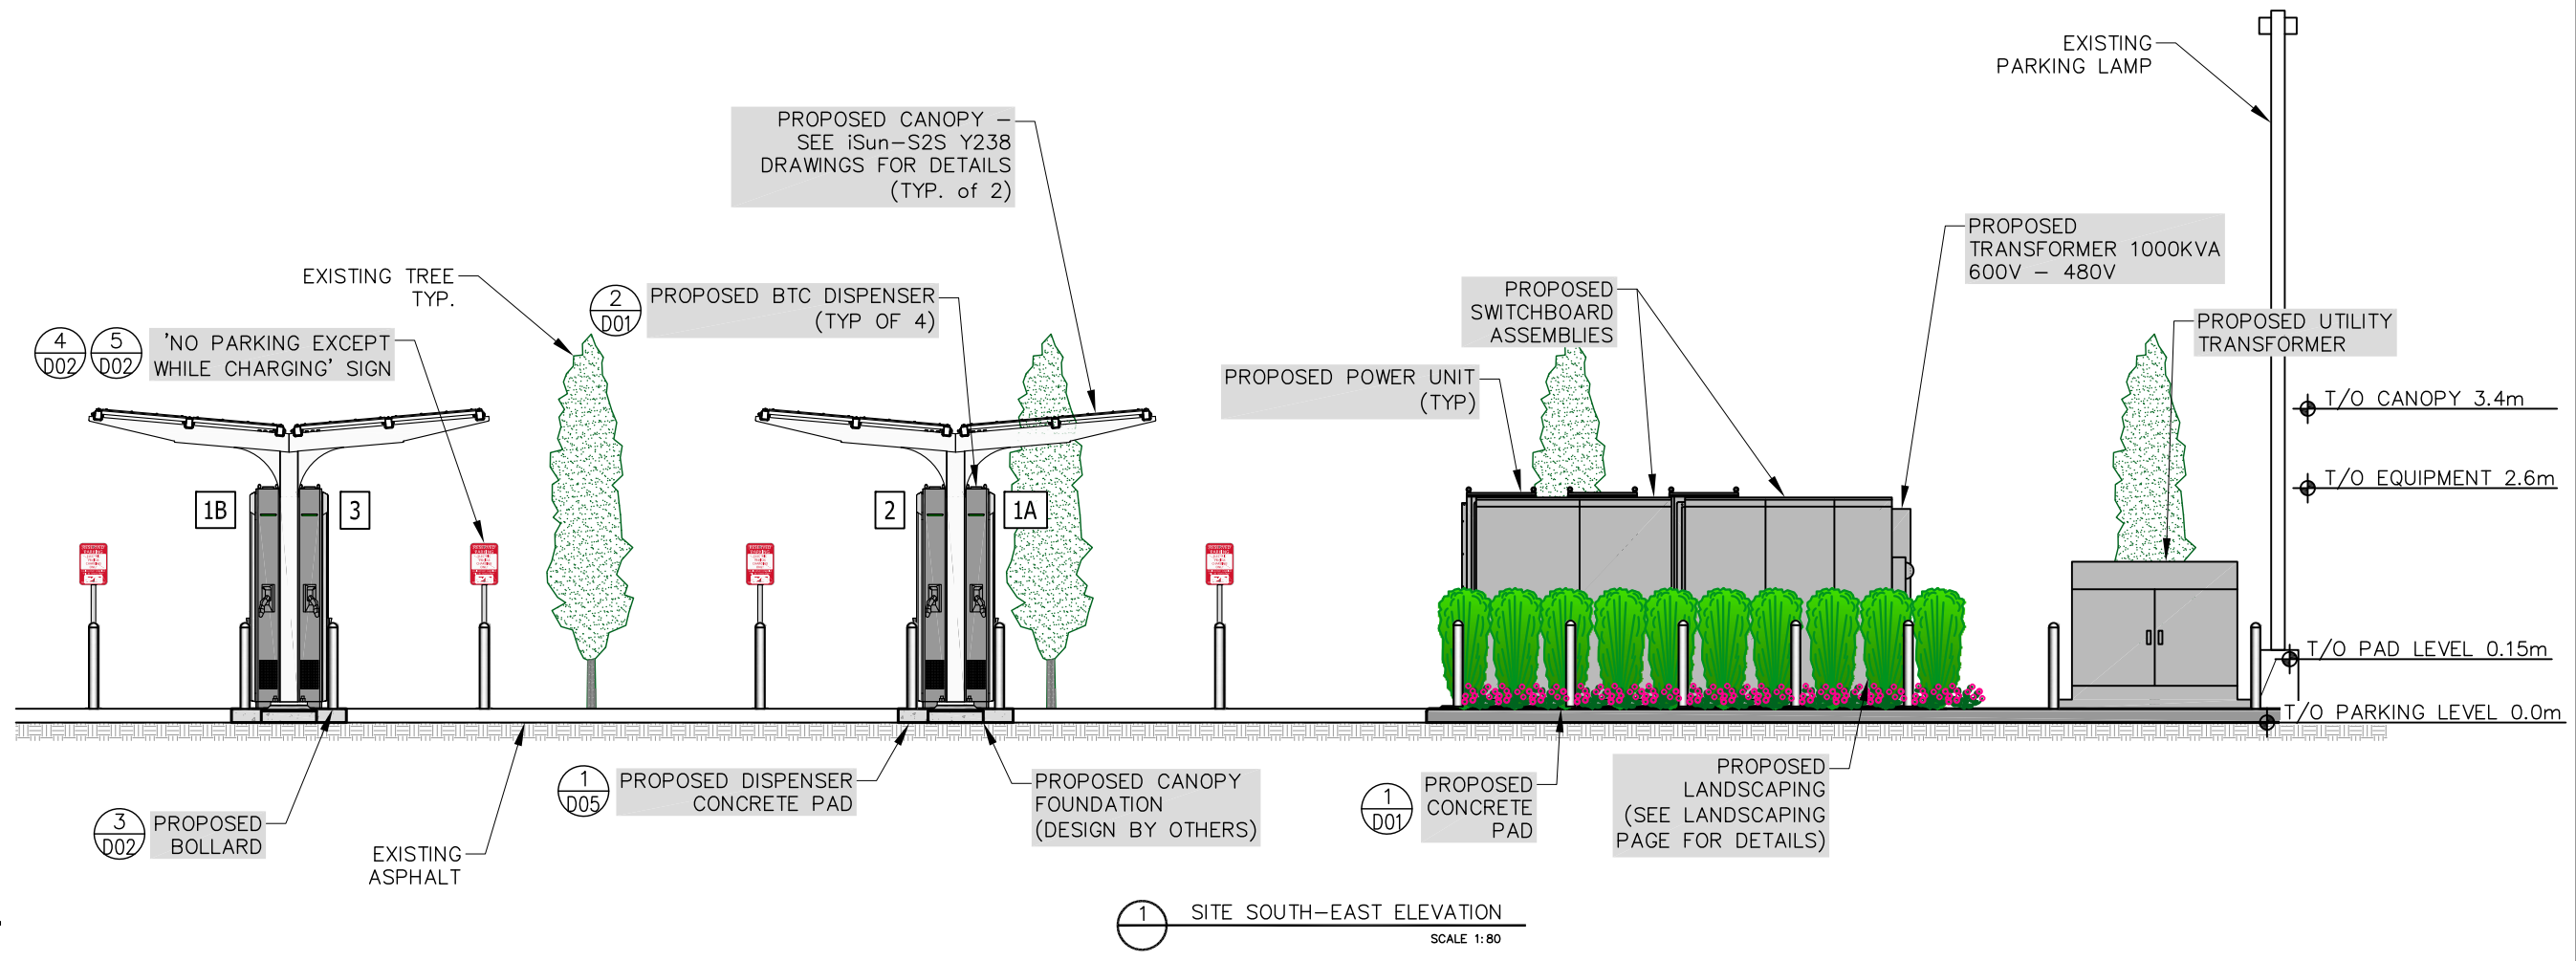 EXISTING
PARKING LAMP
PROPOSED CANOPY –
SEE iSun–S2S Y238
DRAWINGS FOR DETAILS
(TYP. of 2)
PROPOSED
TRANSFORMER 1000KVA
600V – 480V
EXISTING TREE
TYP.
2
D01
PROPOSED BTC DISPENSER
(TYP OF 4)
PROPOSED
SWITCHBOARD
ASSEMBLIES
PROPOSED UTILITY
TRANSFORMER
4
D02
5
D02
'NO PARKING EXCEPT
WHILE CHARGING' SIGN
PROPOSED POWER UNIT
(TYP)
T/O CANOPY 3.4m
T/O EQUIPMENT 2.6m
1B
3
2
1A
T/O PAD LEVEL 0.15m
T/O PARKING LEVEL 0.0m
1
D05
PROPOSED DISPENSER
CONCRETE PAD
PROPOSED CANOPY
FOUNDATION
(DESIGN BY OTHERS)
1
D01
PROPOSED
CONCRETE
PAD
PROPOSED
LANDSCAPING
(SEE LANDSCAPING
PAGE FOR DETAILS)
3
D02
PROPOSED
BOLLARD
EXISTING
ASPHALT
1
SITE SOUTH–EAST ELEVATION
SCALE 1:80